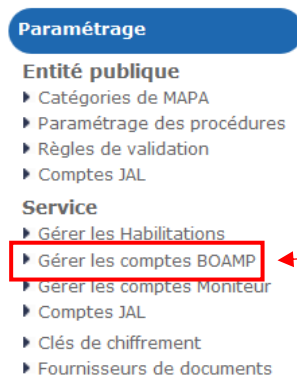 Paramétrage
Entité publique
Catégories de MAPA
Paramétrage des procédures
Règles de validation
Comptes JAL
Service
Gérer les Habilitations
Gérer les comptes BOAMP
Gérer les comptes Moniteur
Comptes JAL
Clés de chiffrement
Fournisseurs de documents